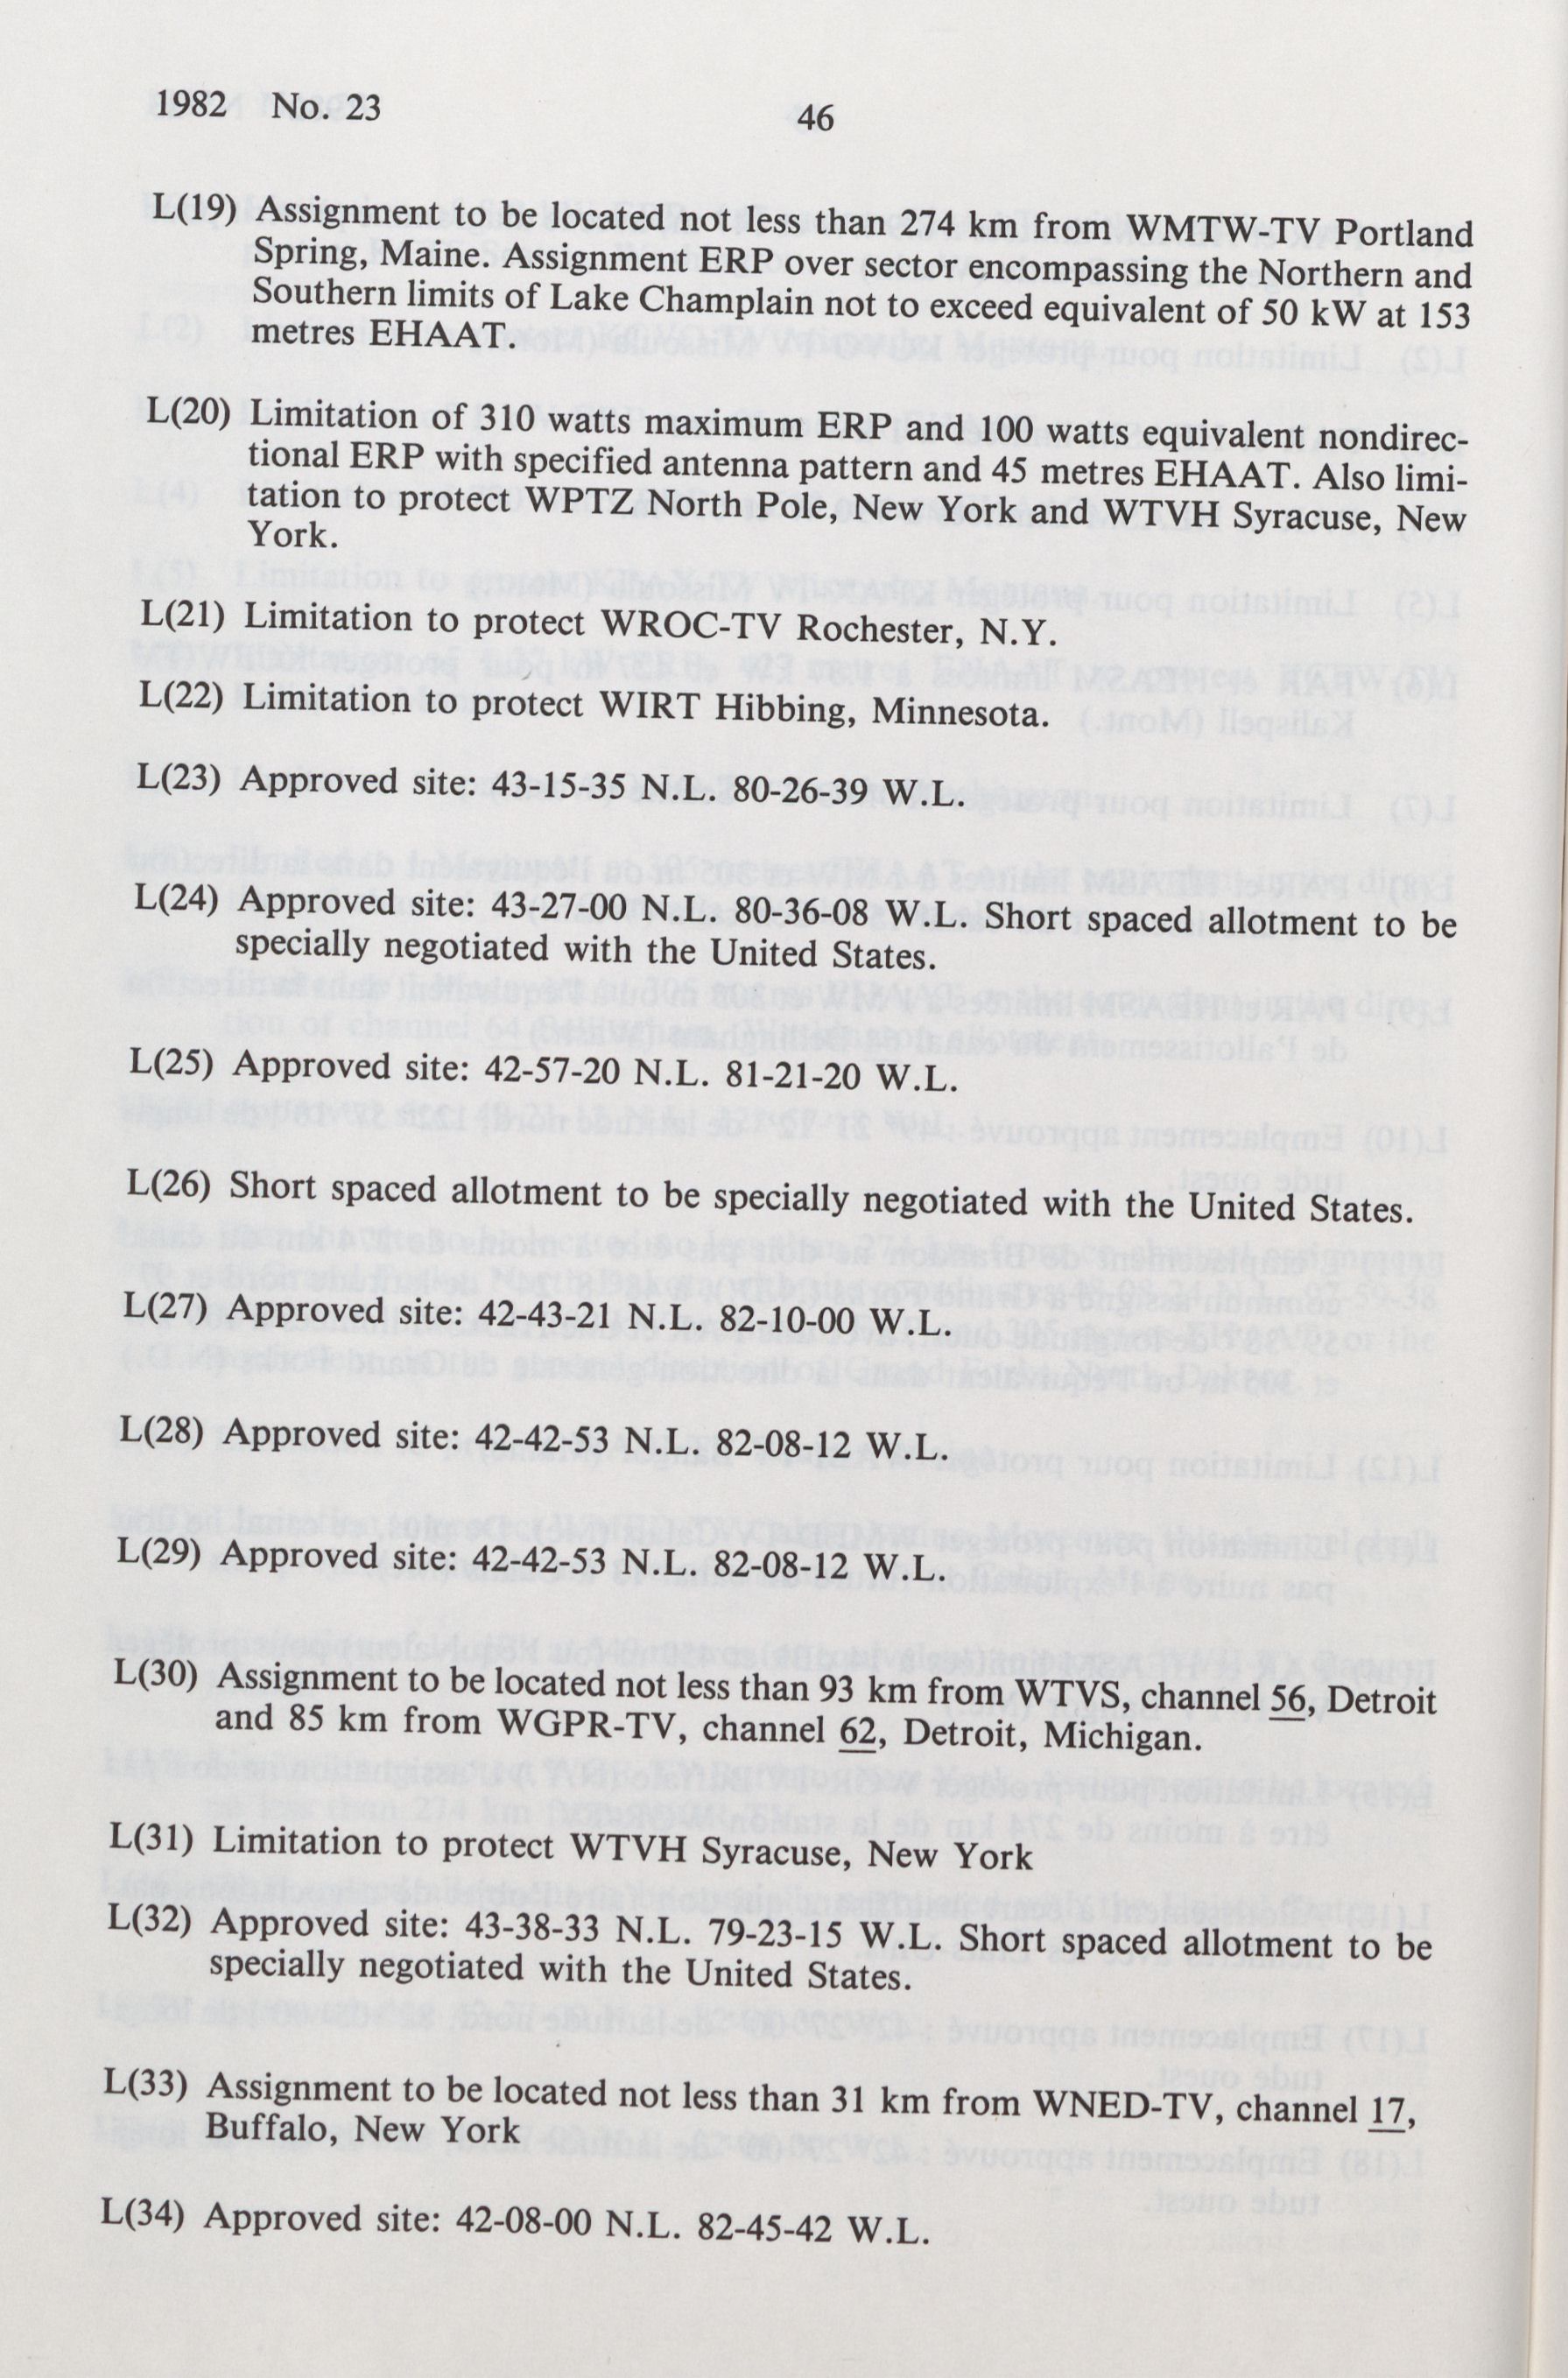 1982 No. 23
46
L(19) Assignment to be located not less than 274 km from WMTW-TV Portland
Spring, Maine. Assignment ERP over sector encompassing the Northern and
Southern limits of Lake Champlain not to exceed equivalent of 50 kW at 153
metres EHAAT.
L(20) Limitation of 310 watts maximum ERP and 100 watts equivalent nondirec-
tional ERP with specified antenna pattern and 45 metres EHAAT. Also limi-
tation to protect WPTZ North Pole, New York and WTVH Syracuse, New
York.
L(21) Limitation to protect WROC-TV Rochester, N.Y.
L(22) Limitation to protect WIRT Hibbing, Minnesota.
L(23) Approved site: 43-15-35 N.L. 80-26-39 W.L.
L(24) Approved site: 43-27-00 N.L. 80-36-08 W.L. Short spaced allotment to be
specially negotiated with the United States.
L(25) Approved site: 42-57-20 N.L. 81-21-20 W.L.
L(26) Short spaced allotment to be specially negotiated with the United States.
L(27) Approved site: 42-43-21 N.L. 82-10-00 W.L.
L(28) Approved site: 42-42-53 N.L. 82-08-12 W.L.
L(29) Approved site: 42-42-53 N.L. 82-08-12 W.L.
L(30) Assignment to be located not less than 93 km from WTVS, channel 56, Detroit
and 85 km from WGPR-TV, channel 62, Detroit, Michigan.
L(31) Limitation to protect WTVH Syracuse, New York
L(32) Approved site: 43-38-33 N.L. 79-23-15 W.L. Short spaced allotment to be
specially negotiated with the United States.
L(33) Assignment to be located not less than 31 km from WNED-TV, channel 17,
Buffalo, New York
L(34) Approved site: 42-08-00 N.L. 82-45-42 W.L.